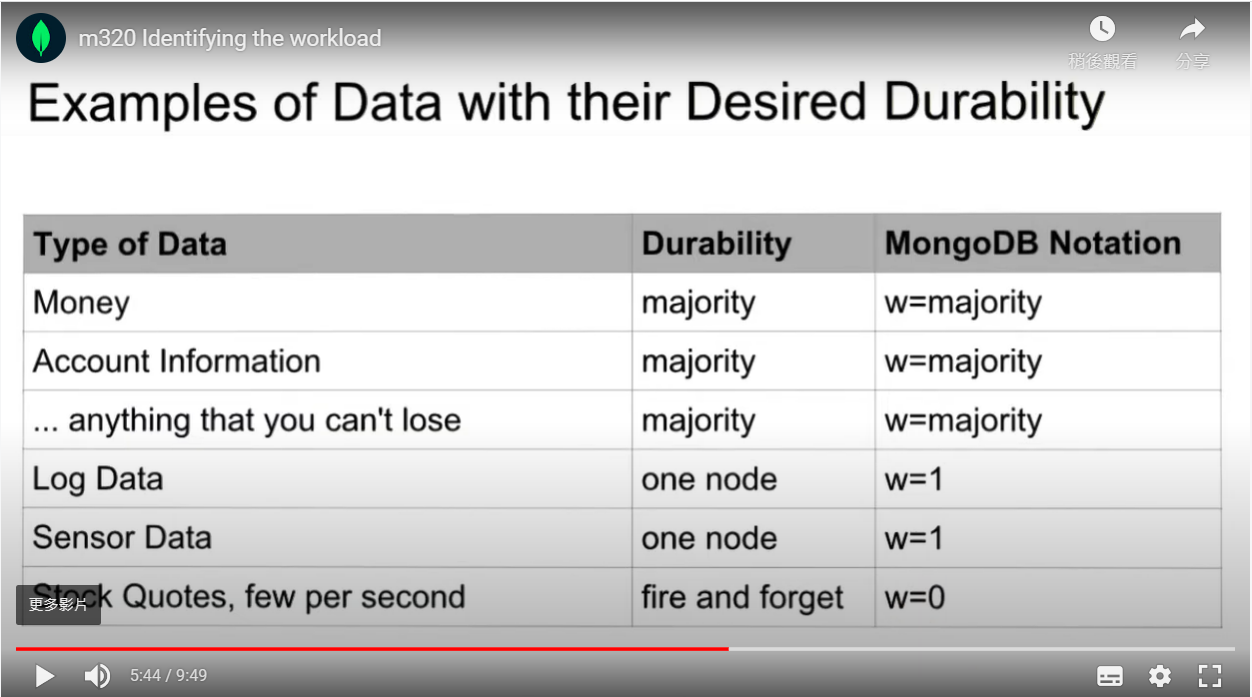 m320 Identifying the workload
稍後觀看
分享
Examples of Data with their Desired Durability
Type of Data Durability MongoDB Notation
Money majority w=majority
Account Information majority w=majority
... anything that you can't lose majority w=majority
Log Data one node w=1
Sensor Data one node w=1
Stock Quotes, few per second fire and forget w=0
更多影片
5:44 / 9:49